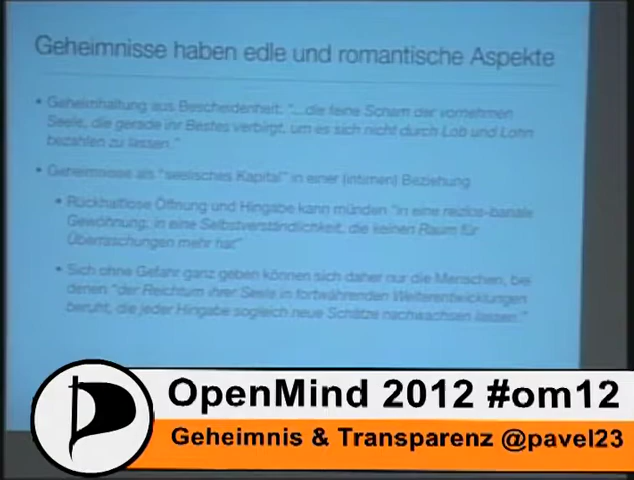 Geheimnisse haben edle und romantische Aspekte
• Geheimhaltung aus Bescheidenheit: "...die feine Scham der vornehmen
Seele, die gerade ihr Bestes verbirgt, um es sich nicht durch Lob und Lohn
bezahlen zu lassen."
• Geheimnisse als "seelisches Kapital" in einer (intimen) Beziehung
• Rückhaltlose Öffnung und Hingabe kann münden "in eine reizlos-banale
Gewöhnung, in eine Selbstverständlichkeit, die keinen Raum für
Überraschungen mehr hat"
• Sich ohne Gefahr ganz geben können sich daher nur die Menschen, bei
denen "der Reichtum ihrer Seele in fortwährenden Weiterentwicklungen
beruht, die jeder Hingabe sogleich neue Schätze nachwachsen lassen."
OpenMind 2012 #om12
Geheimnis & Transparenz @pavel23